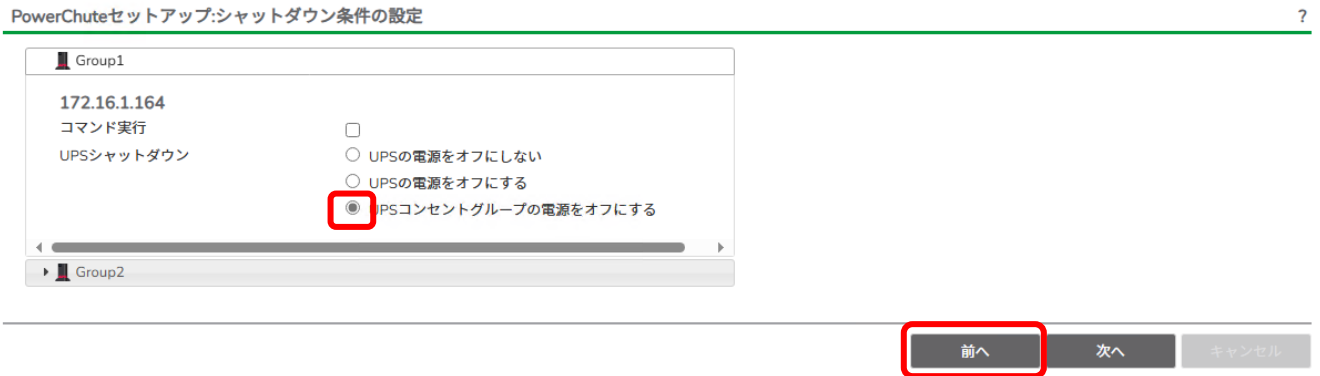 PowerChuteセットアップ:シャットダウン条件の設定 ?
Group1
172.16.1.164
コマンド実行
UPSシャットダウン
UPSの電源をオフにしない
UPSの電源をオフにする
UPSコンセントグループの電源をオフにする
Group2
前へ 次へ キャンセル